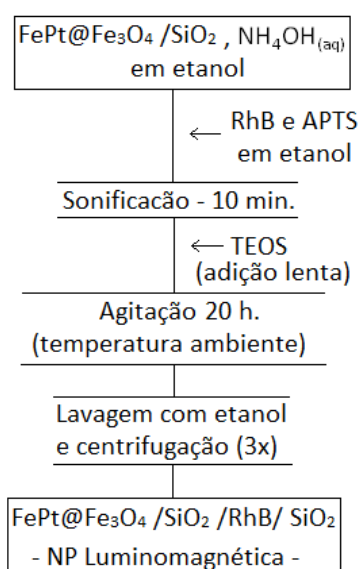 FePt@Fe₃O₄ /SiO₂ , NH₄OH₍aq₎
em etanol
← RhB e APTS
em etanol
Sonificacão - 10 min.
← TEOS
(adição lenta)
Agitação 20 h.
(temperatura ambiente)
Lavagem com etanol
e centrifugação (3x)
FePt@Fe₃O₄ /SiO₂ /RhB/ SiO₂
- NP Luminomagnética -